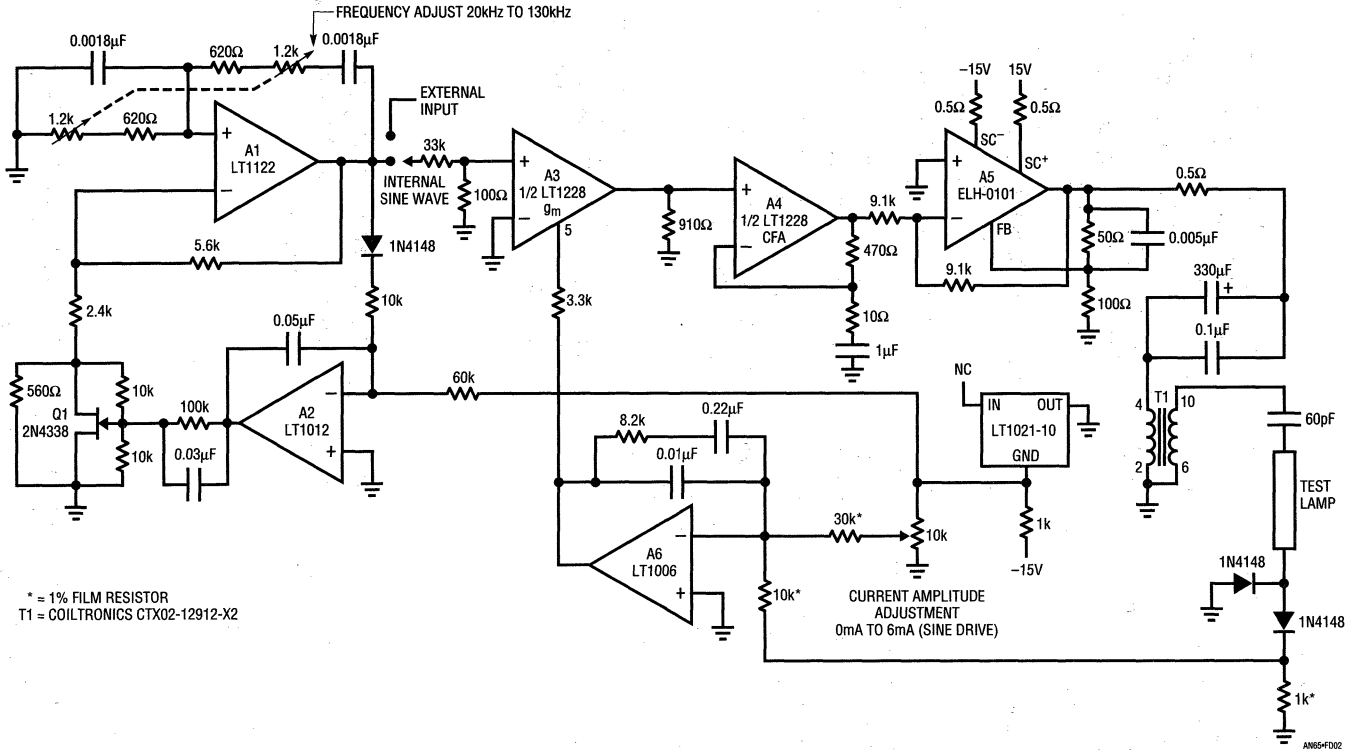 FREQUENCY ADJUST 20kHz TO 130kHz
0.0018µF
620Ω
1.2k
0.0018µF
1.2k
620Ω
+
A1
LT1122
−
EXTERNAL
INPUT
INTERNAL
SINE WAVE
33k
100Ω
+
A3
1/2 LT1228
gm
−
5
910Ω
+
A4
1/2 LT1228
CFA
−
9.1k
470Ω
10Ω
1µF
–15V
15V
0.5Ω
0.5Ω
SC−
SC+
+
A5
ELH-0101
−
FB
9.1k
50Ω
0.005µF
100Ω
0.5Ω
330µF
+
0.1µF
5.6k
1N4148
10k
2.4k
0.05µF
560Ω
10k
Q1
2N4338
10k
100k
0.03µF
−
A2
LT1012
+
60k
3.3k
8.2k
0.22µF
0.01µF
−
A6
LT1006
+
30k*
10k
10k*
CURRENT AMPLITUDE
ADJUSTMENT
0mA TO 6mA (SINE DRIVE)
NC
IN
OUT
LT1021-10
GND
1k
–15V
4
T1
10
2
6
60pF
TEST
LAMP
1N4148
1N4148
1k*
* = 1% FILM RESISTOR
T1 = COILTRONICS CTX02-12912-X2
AN65•FD02